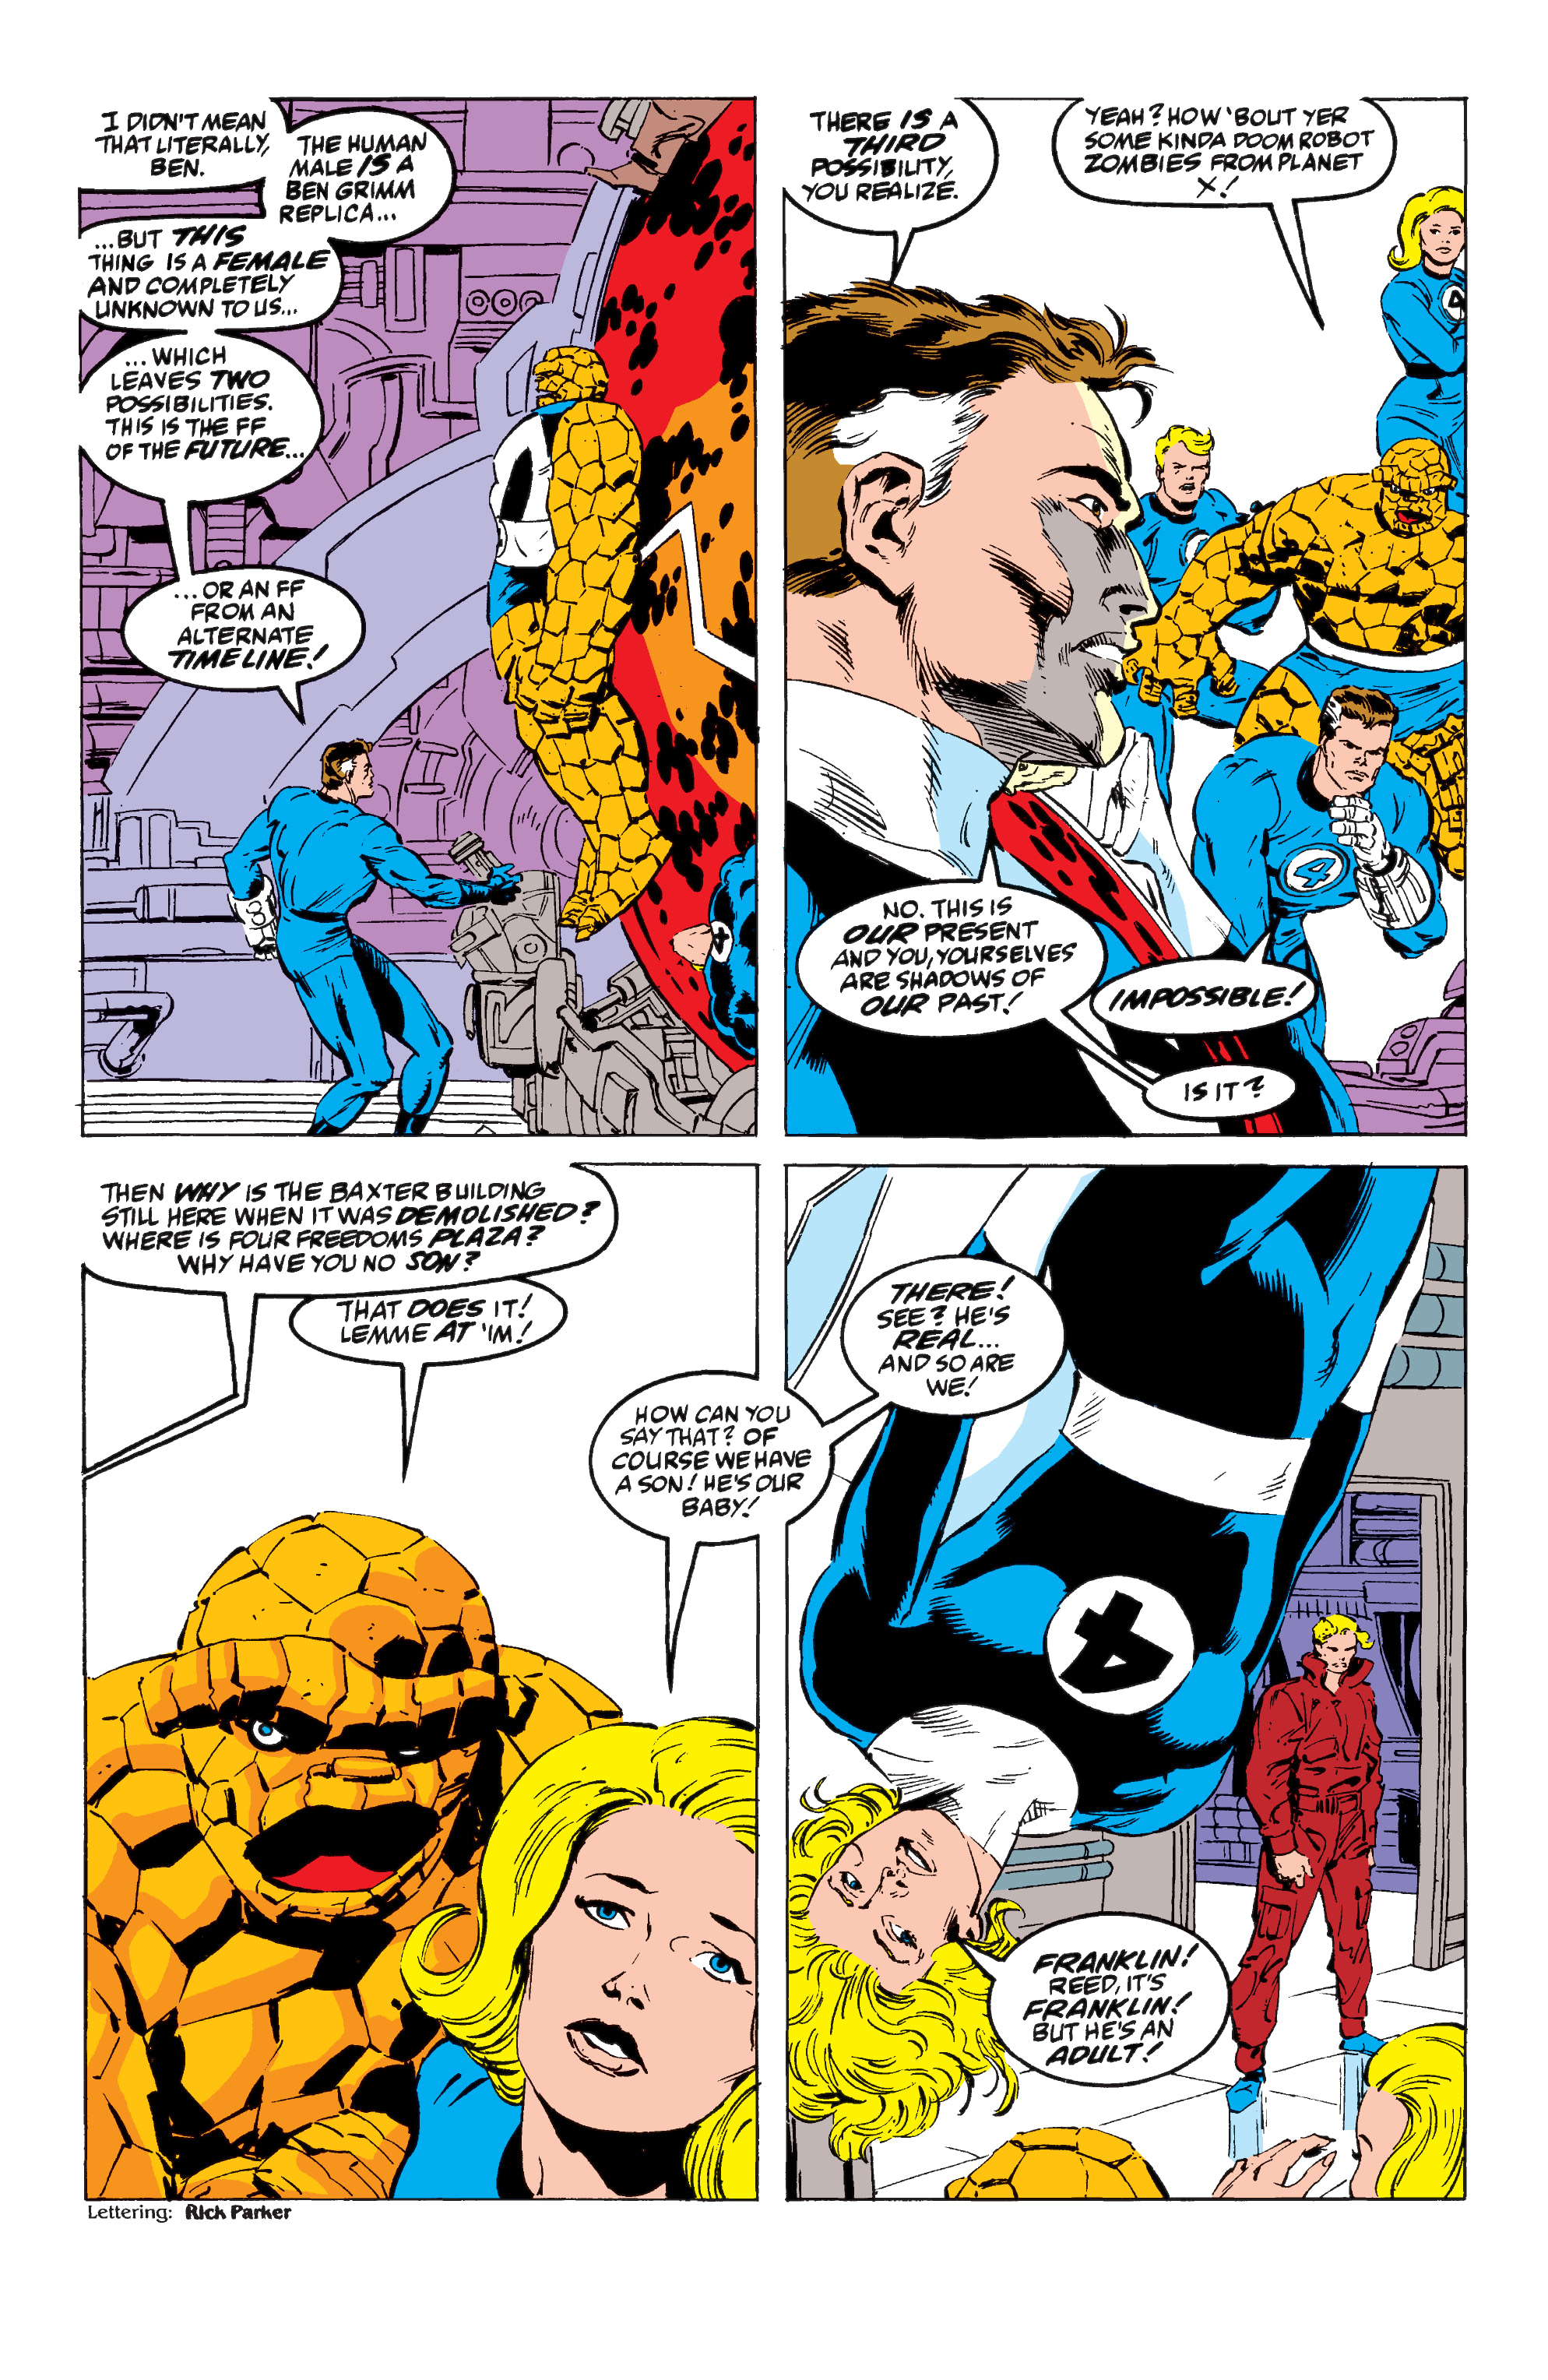 I DIDN'T MEAN
THAT LITERALLY,
BEN.
THE HUMAN
MALE IS A
BEN GRIMM
REPLICA...
...BUT THIS
THING IS A FEMALE
AND COMPLETELY
UNKNOWN TO US...
...WHICH
LEAVES TWO
POSSIBILITIES.
THIS IS THE FF
OF THE FUTURE...
...OR AN FF
FROM AN
ALTERNATE
TIMELINE!
4
THERE IS A
THIRD
POSSIBILITY,
YOU REALIZE.
YEAH? HOW 'BOUT YER
SOME KINDA DOOM ROBOT
ZOMBIES FROM PLANET
X!
4
4
NO. THIS IS
OUR PRESENT
AND YOU, YOURSELVES
ARE SHADOWS OF
OUR PAST!
IMPOSSIBLE!
IS IT?
THEN WHY IS THE BAXTER BUILDING
STILL HERE WHEN IT WAS DEMOLISHED?
WHERE IS FOUR FREEDOMS PLAZA?
WHY HAVE YOU NO SON?
THAT DOES IT!
LEMME AT 'IM!
HOW CAN YOU
SAY THAT? OF
COURSE WE HAVE
A SON! HE'S OUR
BABY!
THERE!
SEE? HE'S
REAL...
AND SO ARE
WE!
4
FRANKLIN!
REED, IT'S
FRANKLIN!
BUT HE'S AN
ADULT!
Lettering: Rick Parker